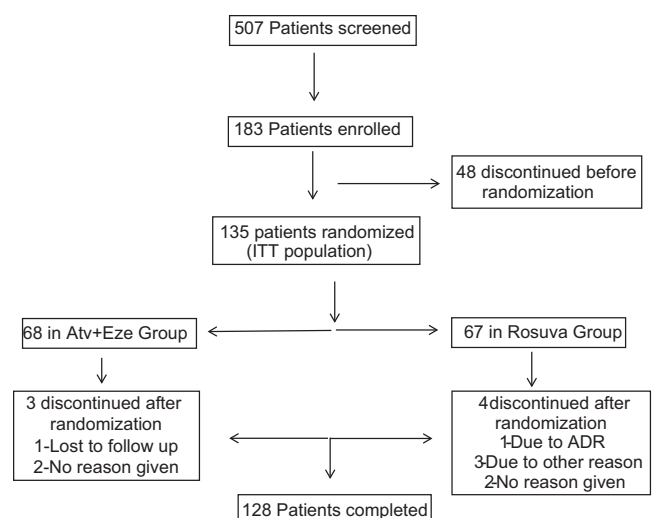 507 Patients screened
183 Patients enrolled
48 discontinued before
randomization
135 patients randomized
(ITT population)
68 in Atv+Eze Group
67 in Rosuva Group
3 discontinued after
randomization
1-Lost to follow up
2-No reason given
4discontinued after
randomization
1-Due to ADR
3-Due to other reason
2-No reason given
128 Patients completed